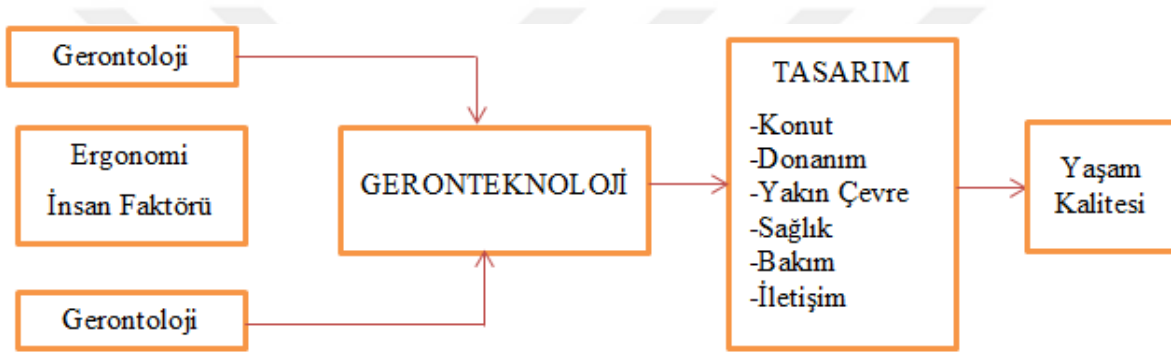 Gerontoloji
Ergonomi
İnsan Faktörü
Gerontoloji
GERONTEKNOLOJİ
TASARIM
-Konut
-Donanım
-Yakın Çevre
-Sağlık
-Bakım
-İletişim
Yaşam
Kalitesi